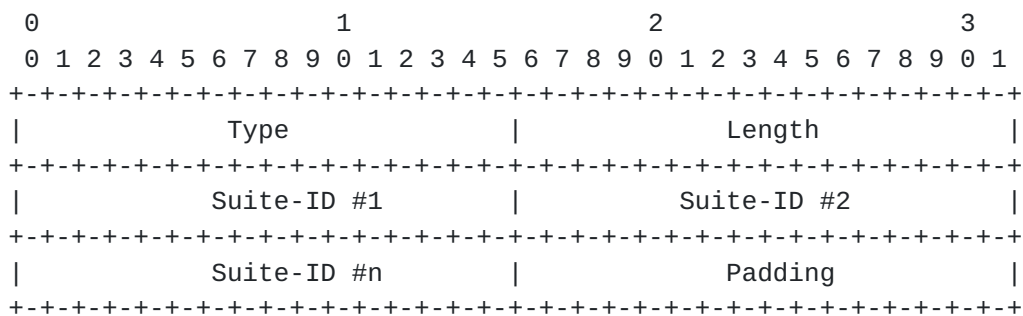 0                   1                   2                   3
 0 1 2 3 4 5 6 7 8 9 0 1 2 3 4 5 6 7 8 9 0 1 2 3 4 5 6 7 8 9 0 1
+-+-+-+-+-+-+-+-+-+-+-+-+-+-+-+-+-+-+-+-+-+-+-+-+-+-+-+-+-+-+-+-+
|             Type              |             Length            |
+-+-+-+-+-+-+-+-+-+-+-+-+-+-+-+-+-+-+-+-+-+-+-+-+-+-+-+-+-+-+-+-+
|            Suite-ID #1        |          Suite-ID #2          |
+-+-+-+-+-+-+-+-+-+-+-+-+-+-+-+-+-+-+-+-+-+-+-+-+-+-+-+-+-+-+-+-+
|            Suite-ID #n        |             Padding           |
+-+-+-+-+-+-+-+-+-+-+-+-+-+-+-+-+-+-+-+-+-+-+-+-+-+-+-+-+-+-+-+-+